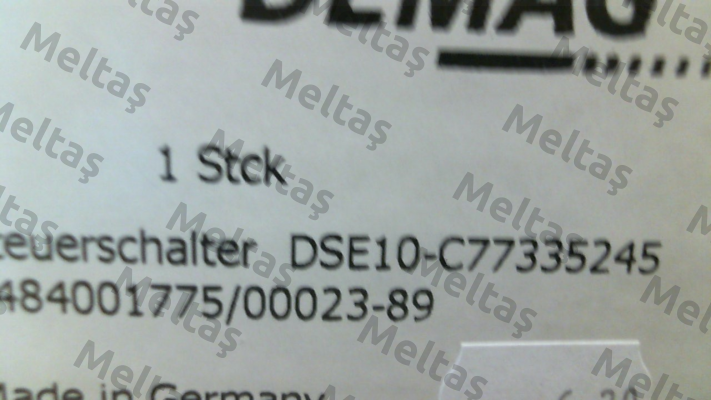 DEMAG
1 Stck
teuerschalter DSE10-C77335245
484001775/00023-89
Made in Germany